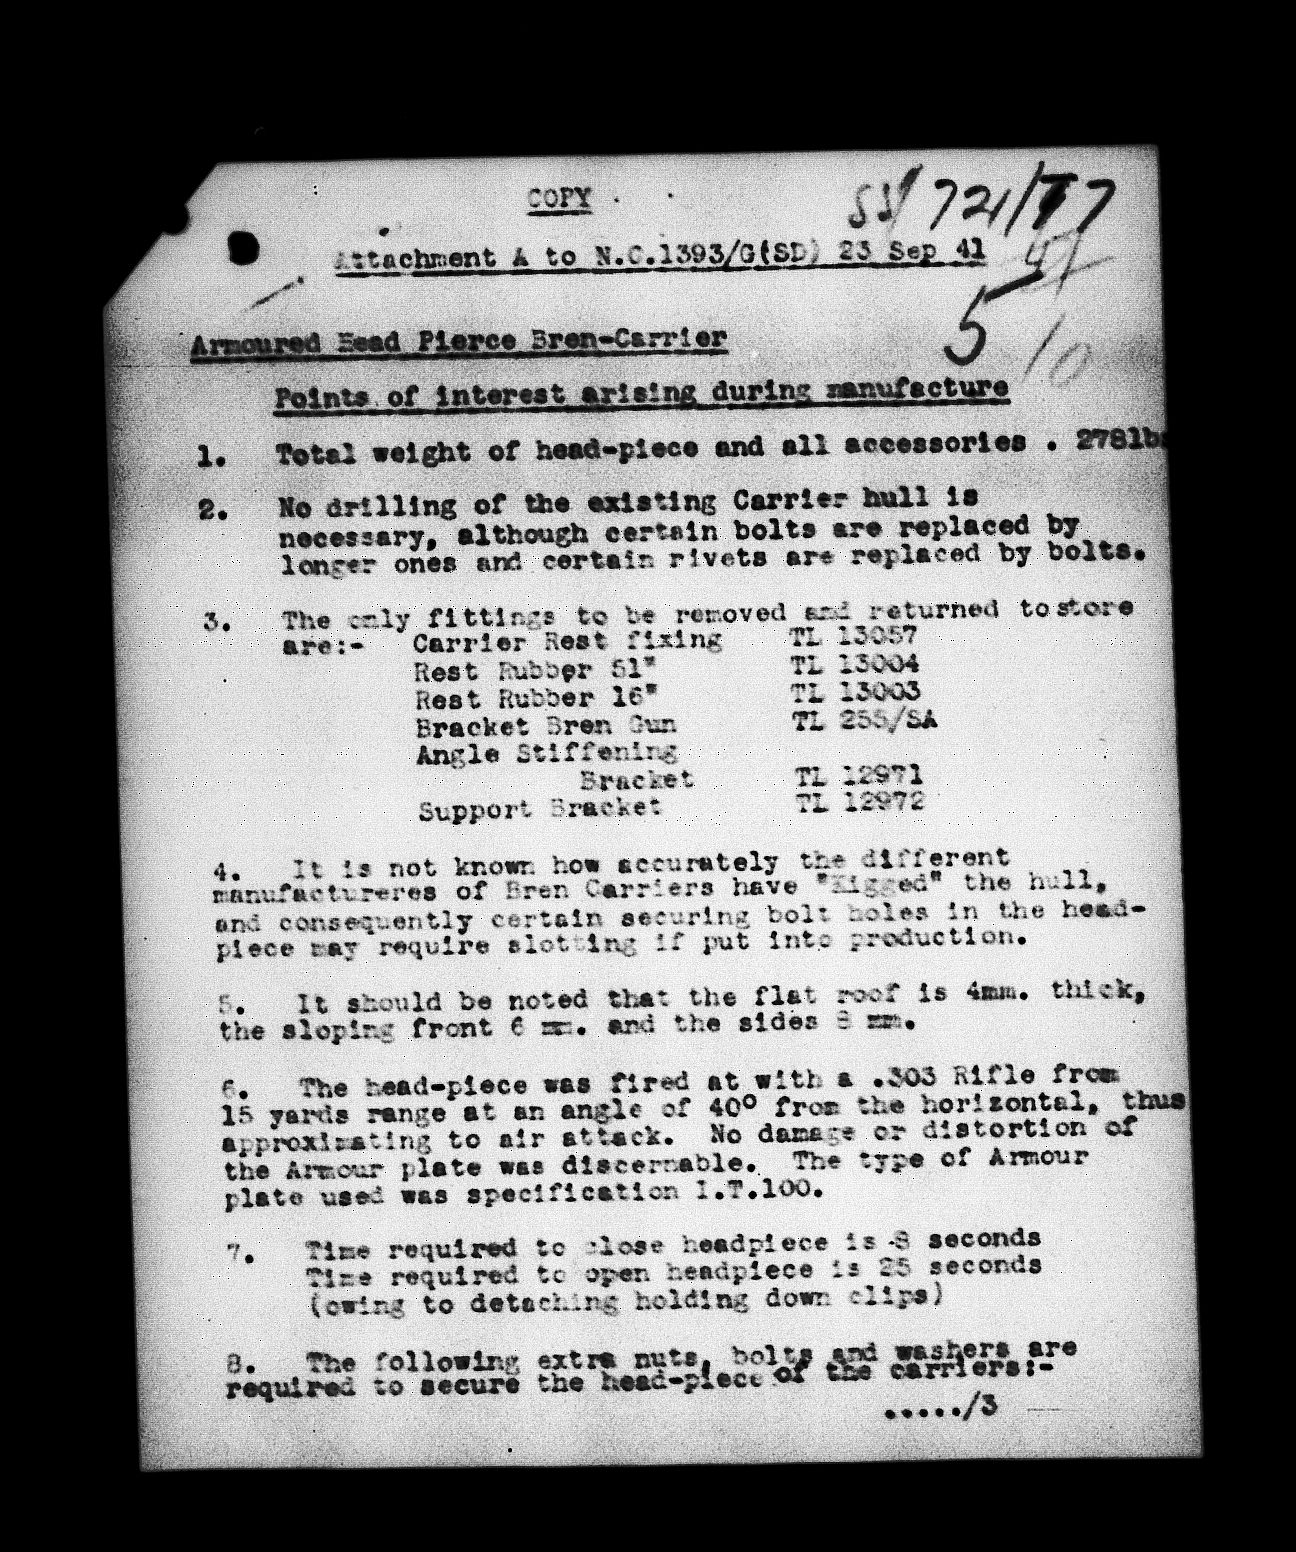 COPY
721/77
Attachment A to N.C.1393/G(SD) 23 Sep 41
5
10
Armoured Head Pierce Bren-Carrier
Points of interest arising during manufacture
1. Total weight of head-piece and all accessories . 278lbs
2. No drilling of the existing Carrier hull is
necessary, although certain bolts are replaced by
longer ones and certain rivets are replaced by bolts.
3. The only fittings to be removed and returned to store
are:- Carrier Rest fixing TL 13057
Rest Rubber 51" TL 13004
Rest Rubber 16" TL 13003
Bracket Bren Gun TL 255/SA
Angle Stiffening
Bracket TL 12971
Support Bracket TL 12972
4. It is not known how accurately the different
manufactureres of Bren Carriers have "Kigged" the hull,
and consequently certain securing bolt holes in the head-
piece may require slotting if put into production.
5. It should be noted that the flat roof is 4mm. thick,
the sloping front 6 mm. and the sides 8 mm.
6. The head-piece was fired at with a .303 Rifle from
15 yards range at an angle of 40° from the horizontal, thus
approximating to air attack. No damage or distortion of
the Armour plate was discernable. The type of Armour
plate used was specification I.T.100.
7. Time required to close headpiece is 8 seconds
Time required to open headpiece is 25 seconds
(owing to detaching holding down clips)
8. The following extra nuts, bolts and washers are
required to secure the head-piece of the carriers:-
...../3